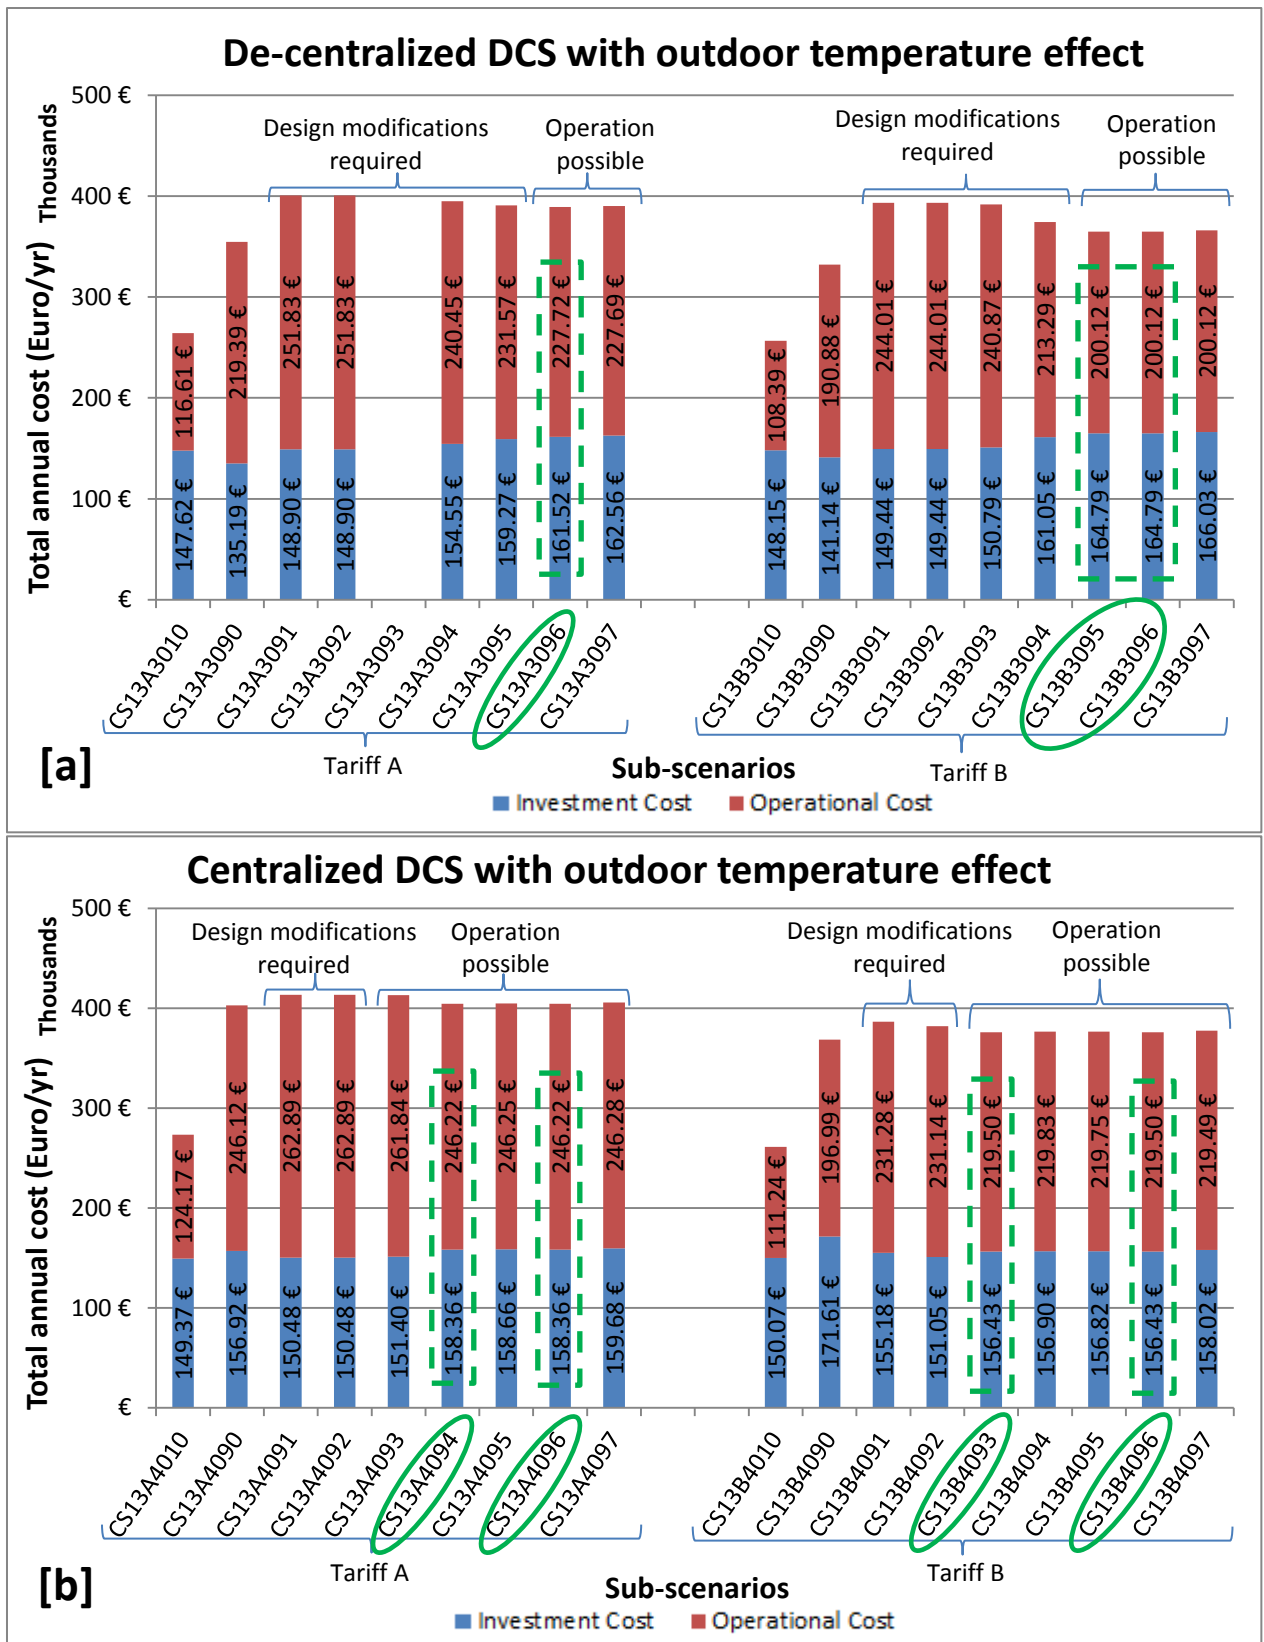 De-centralized DCS with outdoor temperature effect
Total annual cost (Euro/yr)
Thousands
500 €
400 €
300 €
200 €
100 €
€
Design modifications
required
Operation
possible
Design modifications
required
Operation
possible
116.61 €
219.39 €
251.83 €
251.83 €
240.45 €
231.57 €
227.72 €
227.69 €
108.39 €
190.88 €
244.01 €
244.01 €
240.87 €
213.29 €
200.12 €
200.12 €
200.12 €
147.62 €
135.19 €
148.90 €
148.90 €
154.55 €
159.27 €
161.52 €
162.56 €
148.15 €
141.14 €
149.44 €
149.44 €
150.79 €
161.05 €
164.79 €
164.79 €
166.03 €
CS13A3010
CS13A3090
CS13A3091
CS13A3092
CS13A3093
CS13A3094
CS13A3095
CS13A3096
CS13A3097
CS13B3010
CS13B3090
CS13B3091
CS13B3092
CS13B3093
CS13B3094
CS13B3095
CS13B3096
CS13B3097
[a]
Tariff A
Sub-scenarios
Tariff B
Investment Cost
Operational Cost
Centralized DCS with outdoor temperature effect
Total annual cost (Euro/yr)
Thousands
500 €
400 €
300 €
200 €
100 €
€
Design modifications
required
Operation
possible
Design modifications
required
Operation
possible
124.17 €
246.12 €
262.89 €
262.89 €
261.84 €
246.22 €
246.25 €
246.22 €
246.28 €
111.24 €
196.99 €
231.28 €
231.14 €
219.50 €
219.83 €
219.75 €
219.50 €
219.49 €
149.37 €
156.92 €
150.48 €
150.48 €
151.40 €
158.36 €
158.66 €
158.36 €
159.68 €
150.07 €
171.61 €
155.18 €
151.05 €
156.43 €
156.90 €
156.82 €
156.43 €
158.02 €
CS13A4010
CS13A4090
CS13A4091
CS13A4092
CS13A4093
CS13A4094
CS13A4095
CS13A4096
CS13A4097
CS13B4010
CS13B4090
CS13B4091
CS13B4092
CS13B4093
CS13B4094
CS13B4095
CS13B4096
CS13B4097
[b]
Tariff A
Sub-scenarios
Tariff B
Investment Cost
Operational Cost